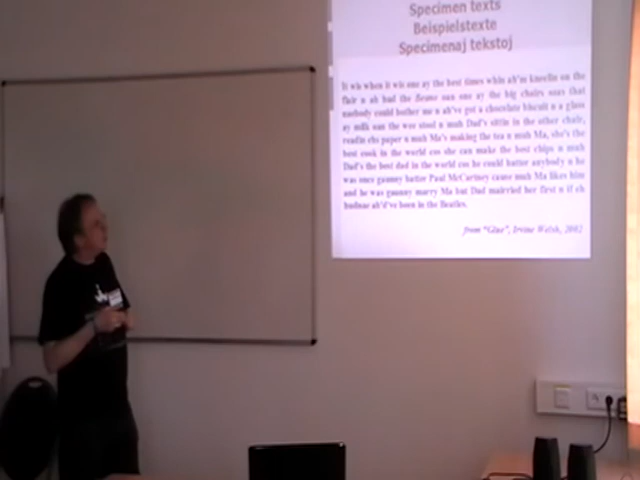 Specimen texts
Beispielstexte
Specimenaj tekstoj
It wis when it wis one ay the best times whin ah'm kneelin on the
flair n ah had the Beano oan one ay the big chairs soas that
naebody could bother me n ah've got a chocolate biscuit n a glass
ay milk oan the wee stool n muh Dad's sittin in the other chair,
readin ehs paper n muh Ma's making the tea n muh Ma, she's the
best cook in the world cos she can make the best chips n muh
Dad's the best dad in the world cos he could batter anybody n he
was once gaunny batter Paul McCartney cause muh Ma likes him
and he was gaunny marry Ma but Dad mairried her first n if eh
hudnae ah'd've been in the Beatles.
from "Glue", Irvine Welsh, 2002